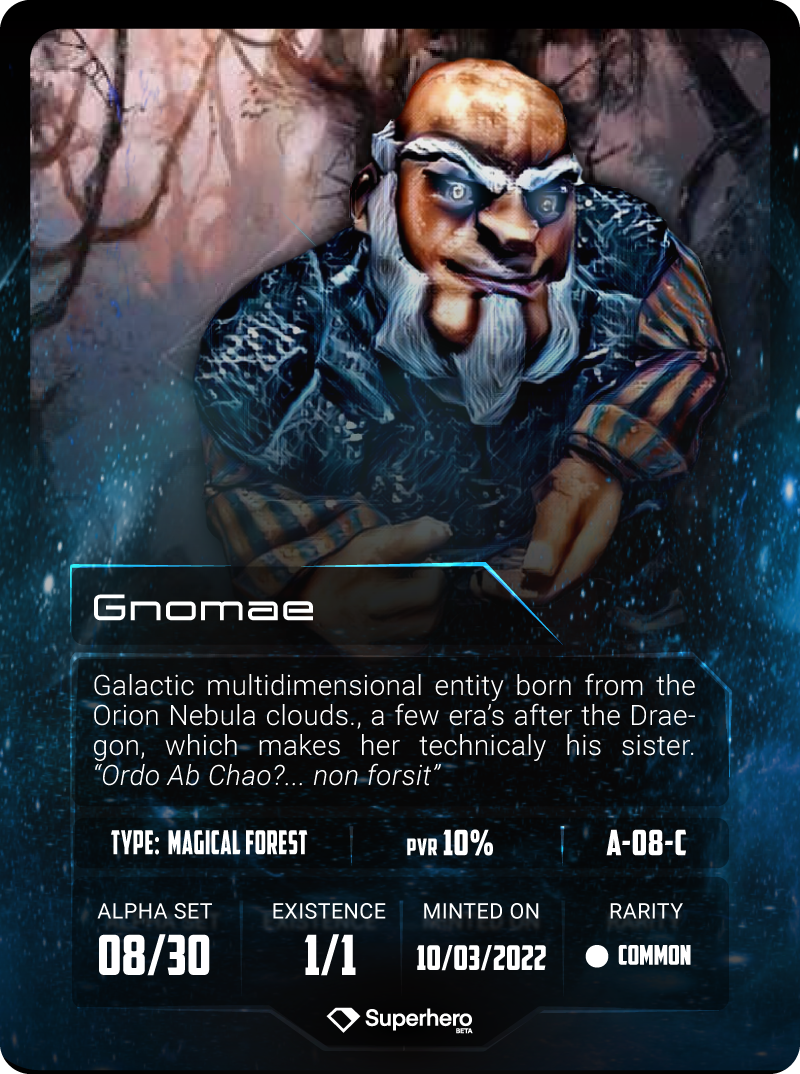 Gnomae
Galactic multidimensional entity born from the
Orion Nebula clouds., a few era’s after the Drae-
gon, which makes her technicaly his sister.
“Ordo Ab Chao?... non forsit”
TYPE: MAGICAL FOREST PVR 10% A-08-C
ALPHA SET EXISTENCE MINTED ON RARITY
08/30 1/1 10/03/2022 COMMON
Superhero
BETA